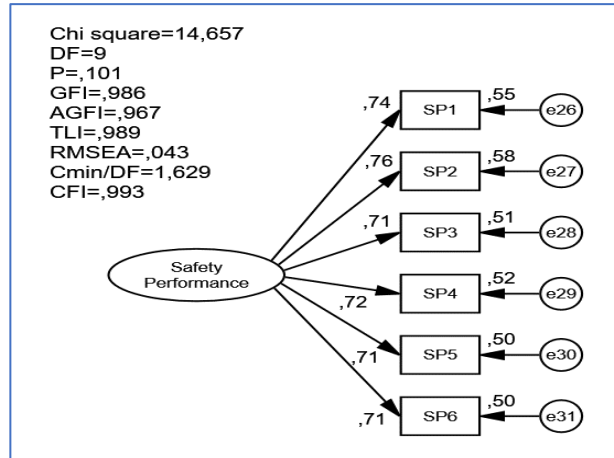 Chi square=14,657
DF=9
P=,101
GFI=,986
AGFI=,967
TLI=,989
RMSEA=,043
Cmin/DF=1,629
CFI=,993
,74
SP1
,55
e26
,76
SP2
,58
e27
,71
SP3
,51
e28
Safety
Performance
,72
SP4
,52
e29
,71
SP5
,50
e30
,71
SP6
,50
e31